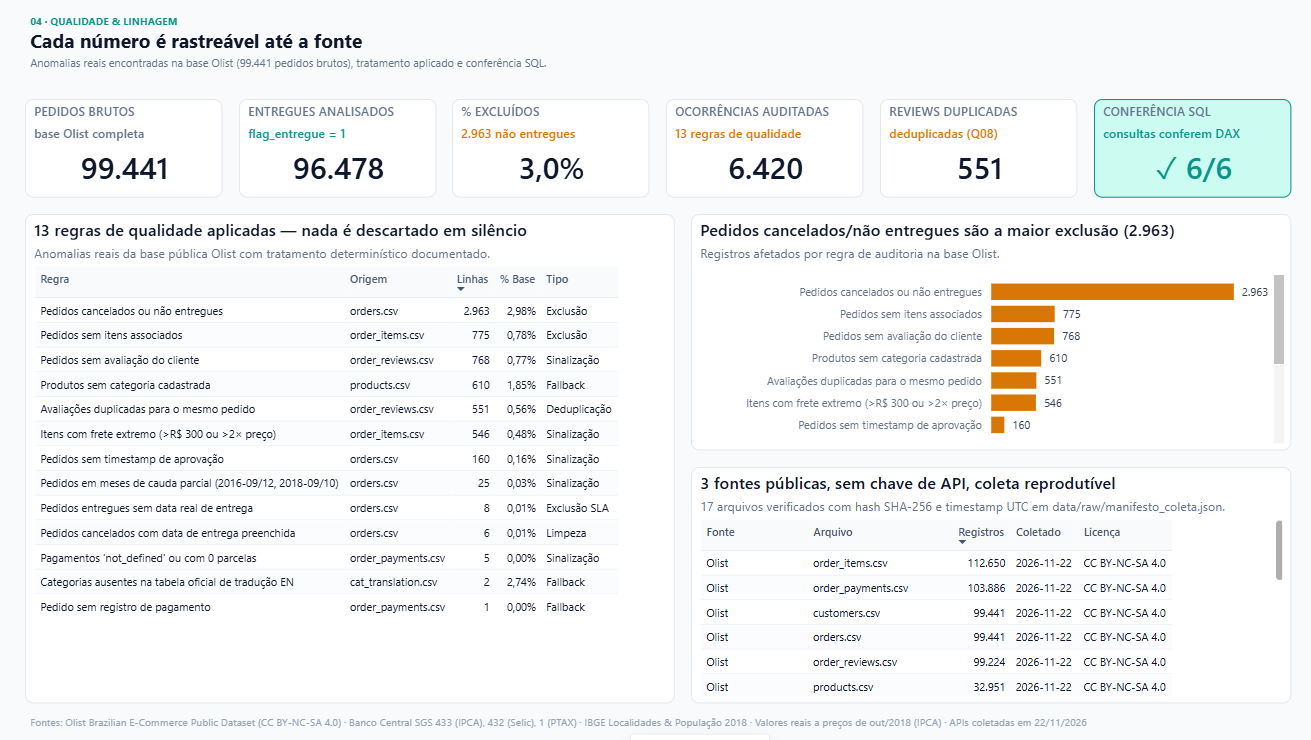 04 · QUALIDADE & LINHAGEM
Cada número é rastreável até a fonte
Anomalias reais encontradas na base Olist (99.441 pedidos brutos), tratamento aplicado e conferência SQL.
PEDIDOS BRUTOS
base Olist completa
99.441
ENTREGUES ANALISADOS
flag_entregue = 1
96.478
% EXCLUÍDOS
2.963 não entregues
3,0%
OCORRÊNCIAS AUDITADAS
13 regras de qualidade
6.420
REVIEWS DUPLICADAS
deduplicadas (Q08)
551
CONFERÊNCIA SQL
consultas conferem DAX
✓ 6/6
13 regras de qualidade aplicadas — nada é descartado em silêncio
Anomalias reais da base pública Olist com tratamento determinístico documentado.
Regra Origem Linhas % Base Tipo
Pedidos cancelados ou não entregues orders.csv 2.963 2,98% Exclusão
Pedidos sem itens associados order_items.csv 775 0,78% Exclusão
Pedidos sem avaliação do cliente order_reviews.csv 768 0,77% Sinalização
Produtos sem categoria cadastrada products.csv 610 1,85% Fallback
Avaliações duplicadas para o mesmo pedido order_reviews.csv 551 0,56% Deduplicação
Itens com frete extremo (>R$ 300 ou >2× preço) order_items.csv 546 0,48% Sinalização
Pedidos sem timestamp de aprovação orders.csv 160 0,16% Sinalização
Pedidos em meses de cauda parcial (2016-09/12, 2018-09/10) orders.csv 25 0,03% Sinalização
Pedidos entregues sem data real de entrega orders.csv 8 0,01% Exclusão SLA
Pedidos cancelados com data de entrega preenchida orders.csv 6 0,01% Limpeza
Pagamentos 'not_defined' ou com 0 parcelas order_payments.csv 5 0,00% Sinalização
Categorias ausentes na tabela oficial de tradução EN cat_translation.csv 2 2,74% Fallback
Pedido sem registro de pagamento order_payments.csv 1 0,00% Fallback
Pedidos cancelados/não entregues são a maior exclusão (2.963)
Registros afetados por regra de auditoria na base Olist.
Pedidos cancelados ou não entregues 2.963
Pedidos sem itens associados 775
Pedidos sem avaliação do cliente 768
Produtos sem categoria cadastrada 610
Avaliações duplicadas para o mesmo pedido 551
Itens com frete extremo (>R$ 300 ou >2× preço) 546
Pedidos sem timestamp de aprovação 160
3 fontes públicas, sem chave de API, coleta reprodutível
17 arquivos verificados com hash SHA-256 e timestamp UTC em data/raw/manifesto_coleta.json.
Fonte Arquivo Registros Coletado Licença
Olist order_items.csv 112.650 2026-11-22 CC BY-NC-SA 4.0
Olist order_payments.csv 103.886 2026-11-22 CC BY-NC-SA 4.0
Olist customers.csv 99.441 2026-11-22 CC BY-NC-SA 4.0
Olist orders.csv 99.441 2026-11-22 CC BY-NC-SA 4.0
Olist order_reviews.csv 99.224 2026-11-22 CC BY-NC-SA 4.0
Olist products.csv 32.951 2026-11-22 CC BY-NC-SA 4.0
Fontes: Olist Brazilian E-Commerce Public Dataset (CC BY-NC-SA 4.0) · Banco Central SGS 433 (IPCA), 432 (Selic), 1 (PTAX) · IBGE Localidades & População 2018 · Valores reais a preços de out/2018 (IPCA) · APIs coletadas em 22/11/2026